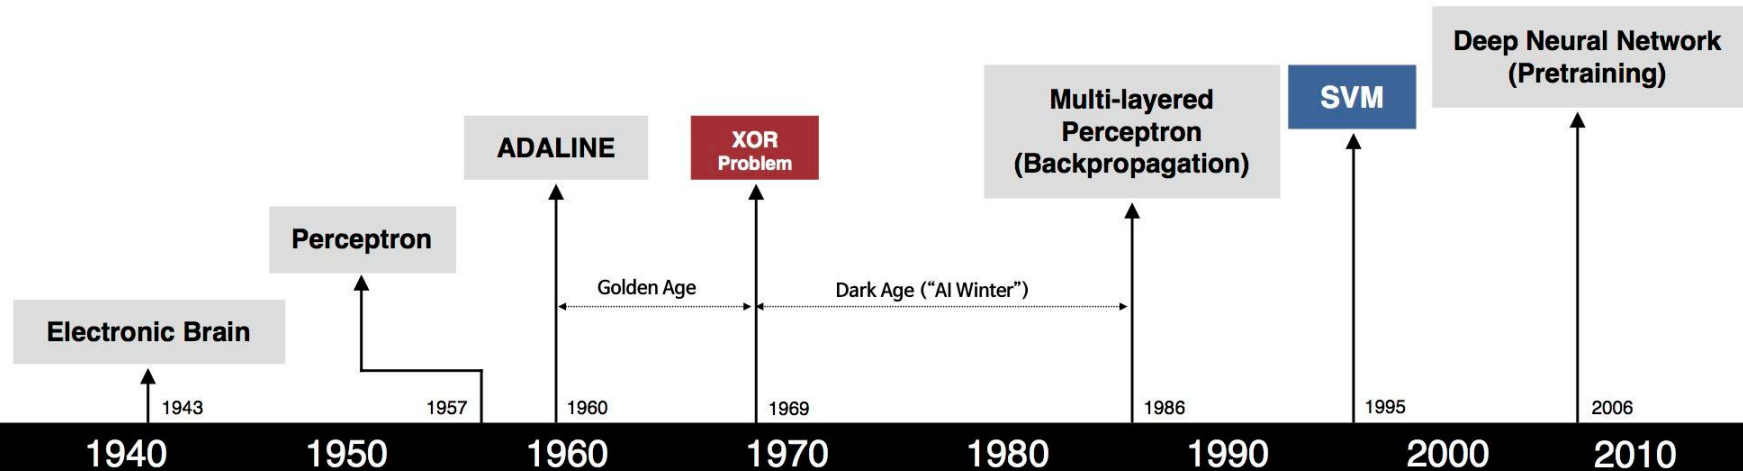 Deep Neural Network
(Pretraining)
Multi-layered
Perceptron
(Backpropagation)
SVM
ADALINE
XOR
Problem
Perceptron
Golden Age
Dark Age (“AI Winter”)
Electronic Brain
1943
1957
1960
1969
1986
1995
2006
1940
1950
1960
1970
1980
1990
2000
2010